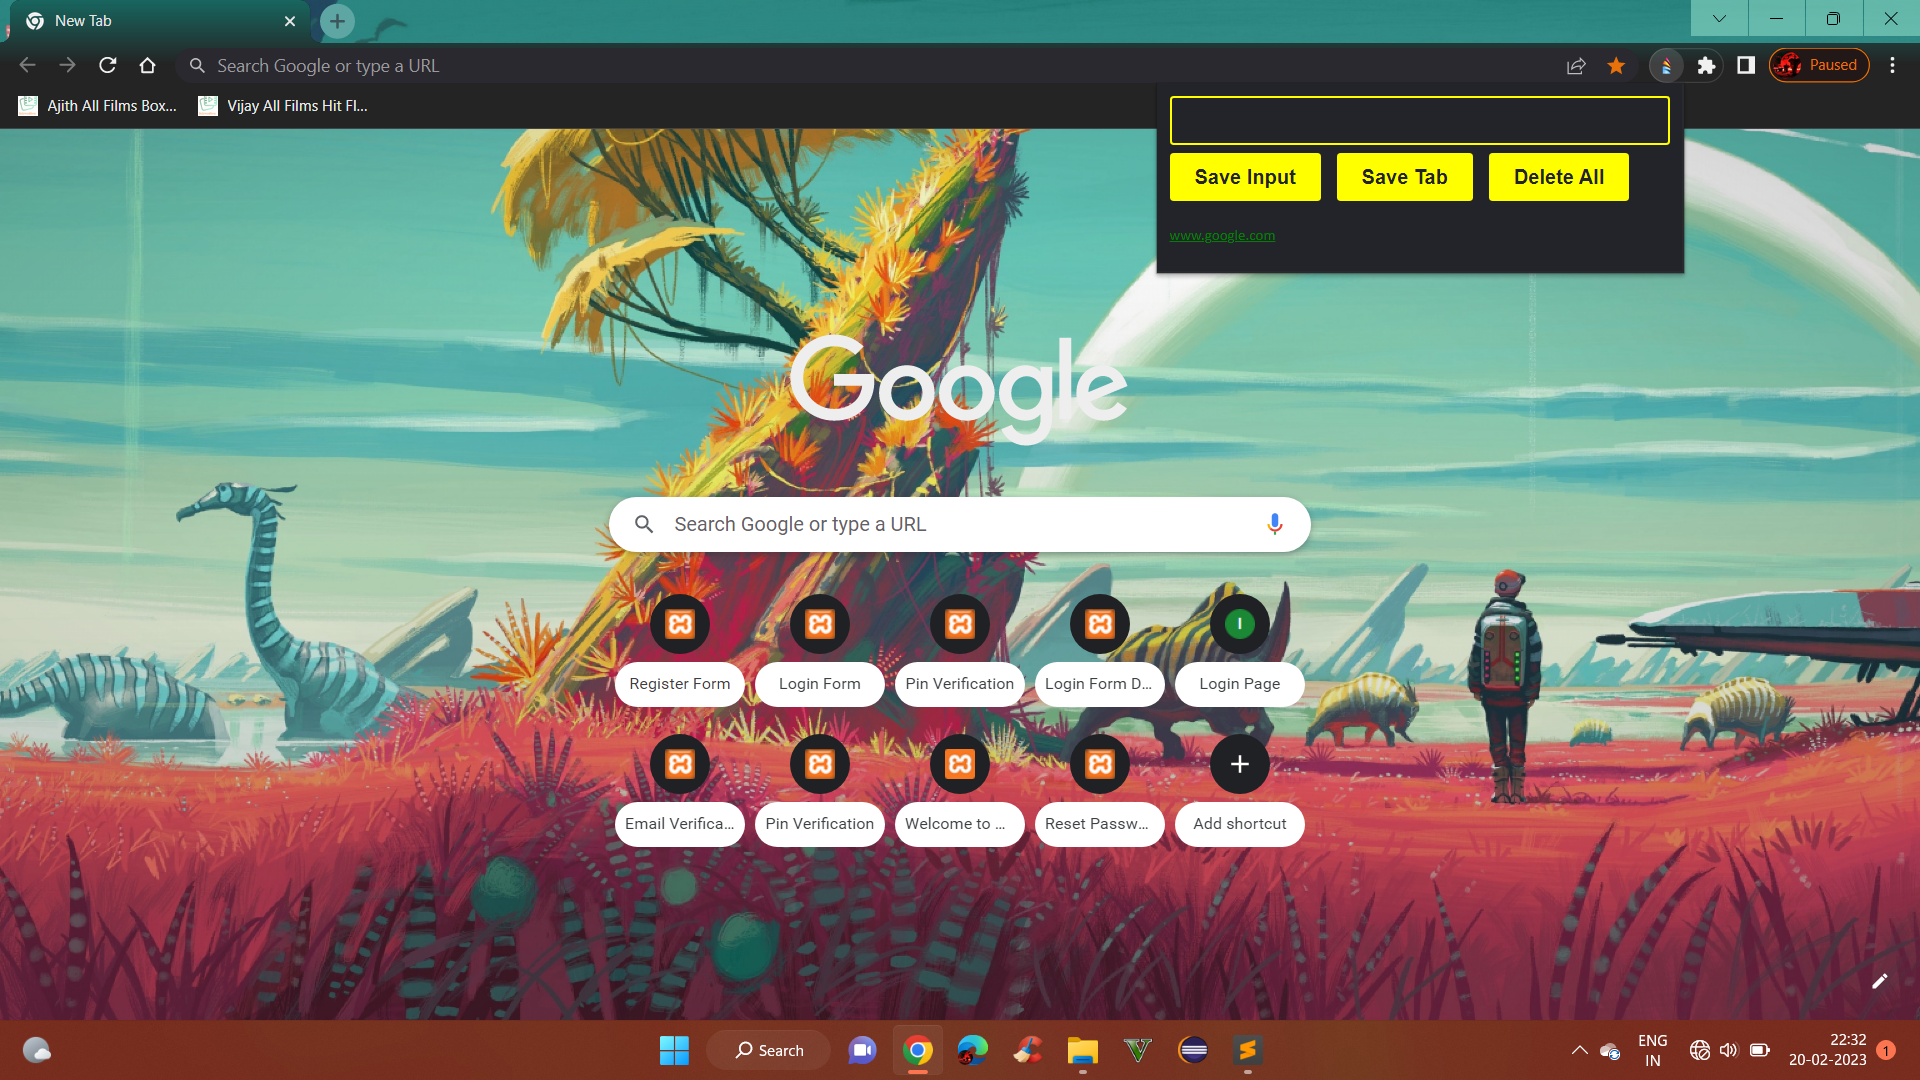 New Tab
Search Google or type a URL
Paused
Ajith All Films Box...
Vijay All Films Hit Fl...
Save Input
Save Tab
Delete All
www.google.com
Google
Search Google or type a URL
Register Form
Login Form
Pin Verification
Login Form D...
Login Page
Email Verifica...
Pin Verification
Welcome to ...
Reset Passw...
Add shortcut
Search
ENG
IN
22:32
20-02-2023
1